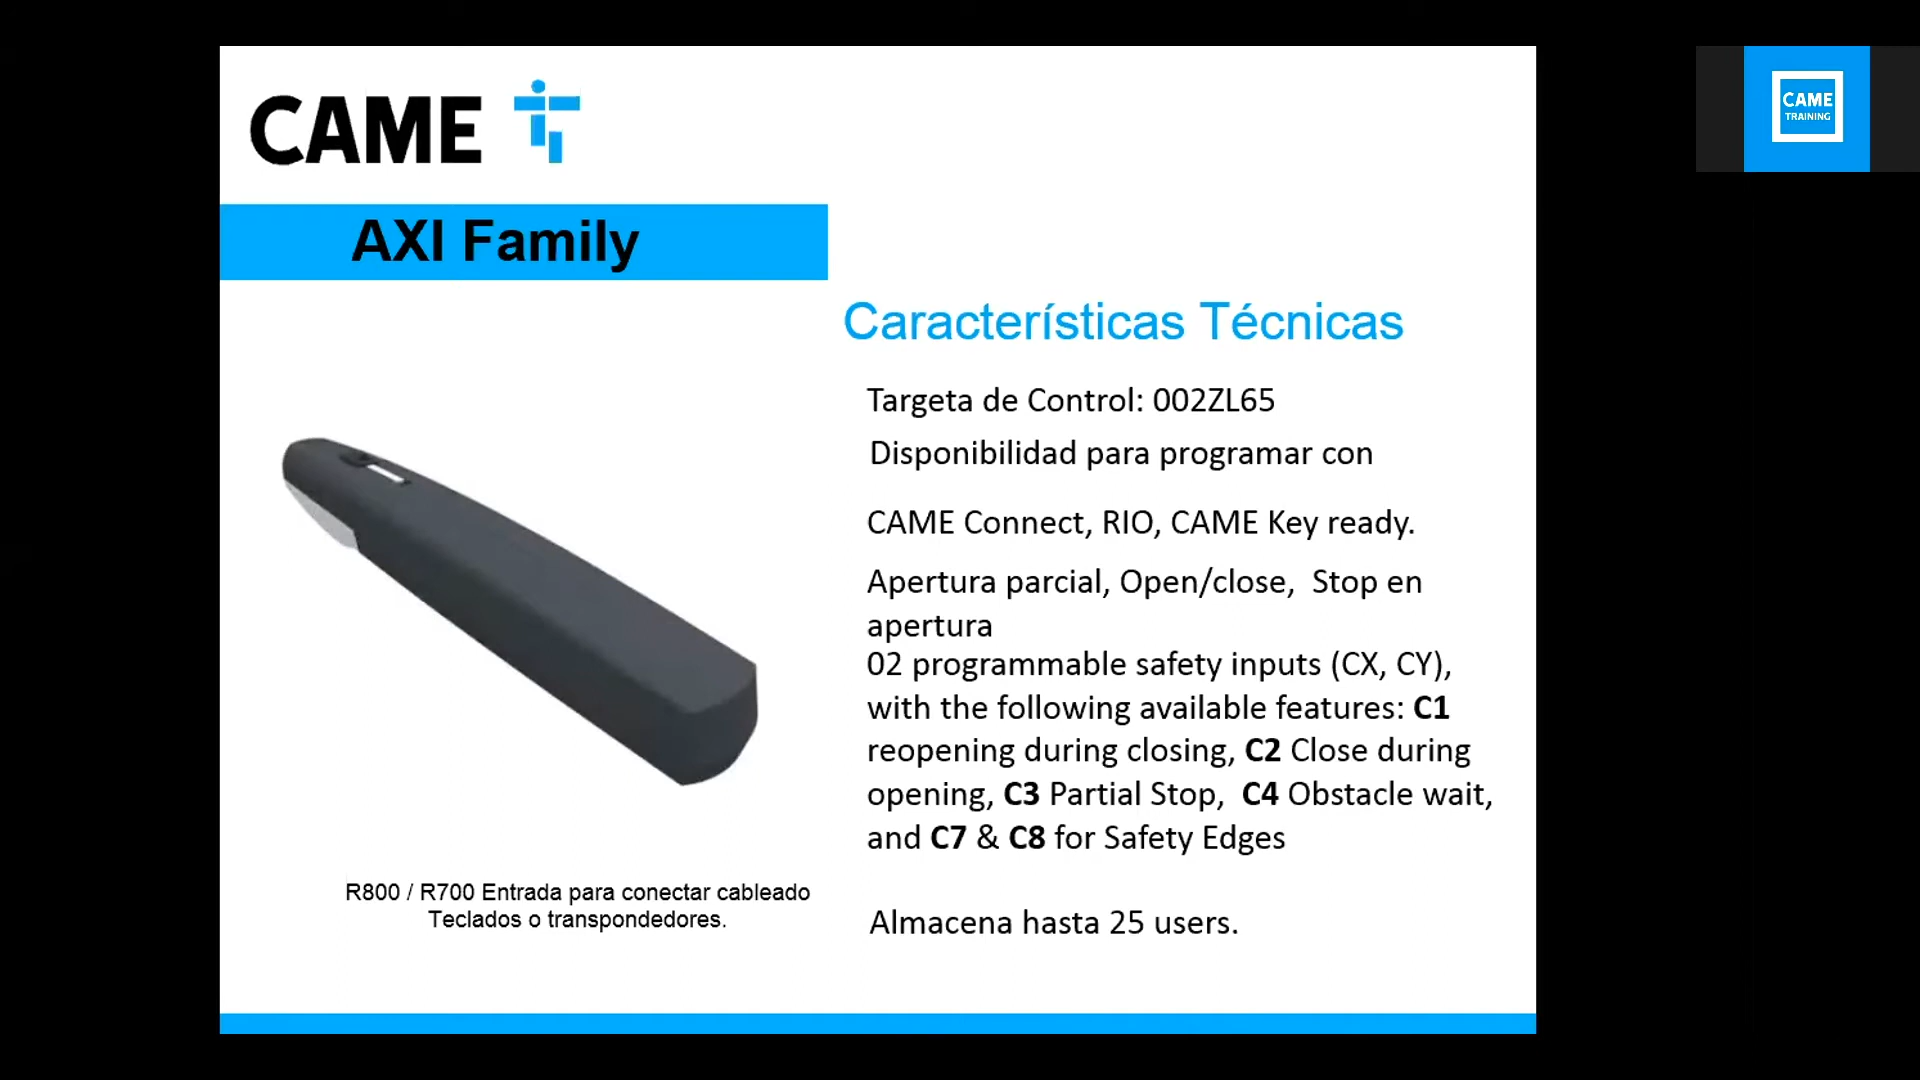 CAME
CAME
TRAINING
AXI Family
Características Técnicas
Targeta de Control: 002ZL65
Disponibilidad para programar con
CAME Connect, RIO, CAME Key ready.
Apertura parcial, Open/close, Stop en
apertura
02 programmable safety inputs (CX, CY),
with the following available features: C1
reopening during closing, C2 Close during
opening, C3 Partial Stop, C4 Obstacle wait,
and C7 & C8 for Safety Edges
R800 / R700 Entrada para conectar cableado
Teclados o transpondedores.
Almacena hasta 25 users.